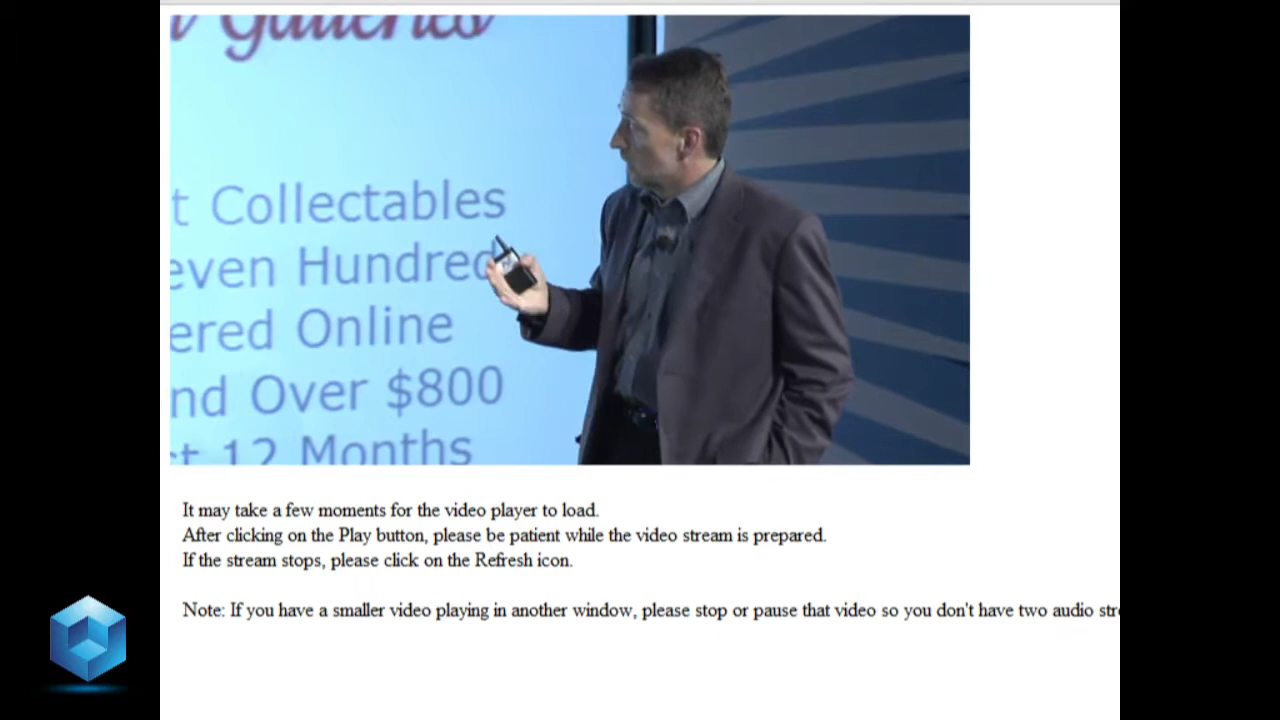 Galleries
t Collectables
even Hundred
ered Online
nd Over $800
st 12 Months
It may take a few moments for the video player to load.
After clicking on the Play button, please be patient while the video stream is prepared.
If the stream stops, please click on the Refresh icon.
Note: If you have a smaller video playing in another window, please stop or pause that video so you don't have two audio stre